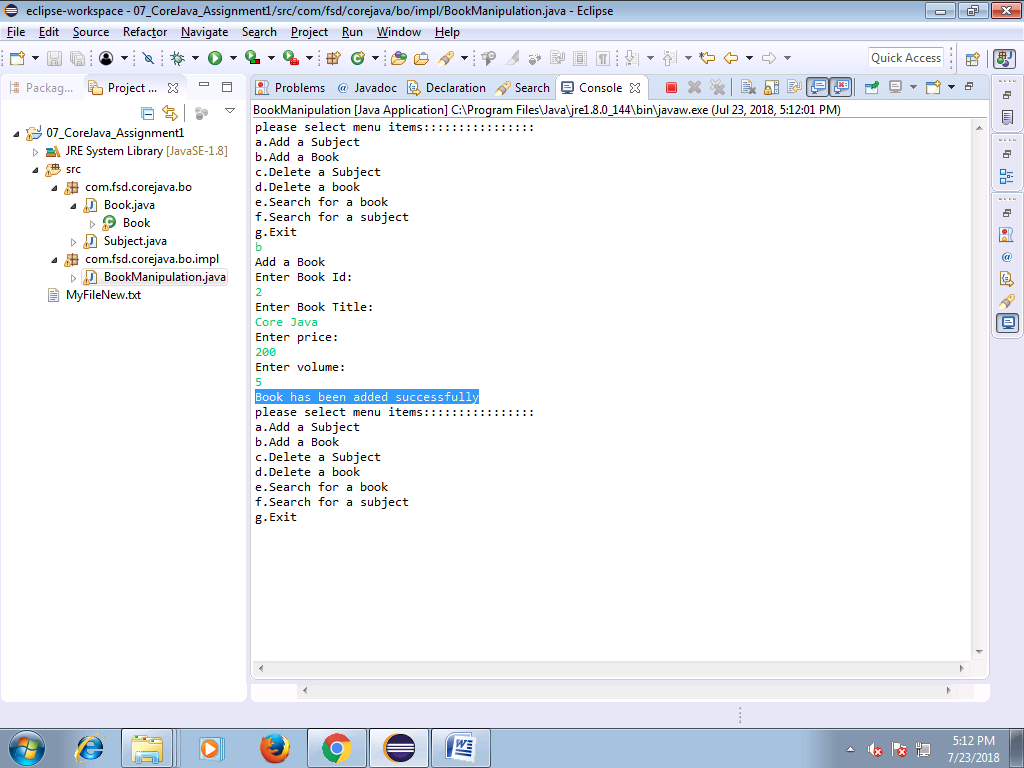 eclipse-workspace - 07_CoreJava_Assignment1/src/com/fsd/corejava/bo/impl/BookManipulation.java - Eclipse
File Edit Source Refactor Navigate Search Project Run Window Help
Quick Access
Packag... Project ...
Problems @ Javadoc Declaration Search Console
07_CoreJava_Assignment1
JRE System Library [JavaSE-1.8]
src
com.fsd.corejava.bo
Book.java
Book
Subject.java
com.fsd.corejava.bo.impl
BookManipulation.java
MyFileNew.txt
BookManipulation [Java Application] C:\Program Files\Java\jre1.8.0_144\bin\javaw.exe (Jul 23, 2018, 5:12:01 PM)
please select menu items::::::::::::::::
a.Add a Subject
b.Add a Book
c.Delete a Subject
d.Delete a book
e.Search for a book
f.Search for a subject
g.Exit
b
Add a Book
Enter Book Id:
2
Enter Book Title:
Core Java
Enter price:
200
Enter volume:
5
Book has been added successfully
please select menu items::::::::::::::::
a.Add a Subject
b.Add a Book
c.Delete a Subject
d.Delete a book
e.Search for a book
f.Search for a subject
g.Exit
5:12 PM
7/23/2018